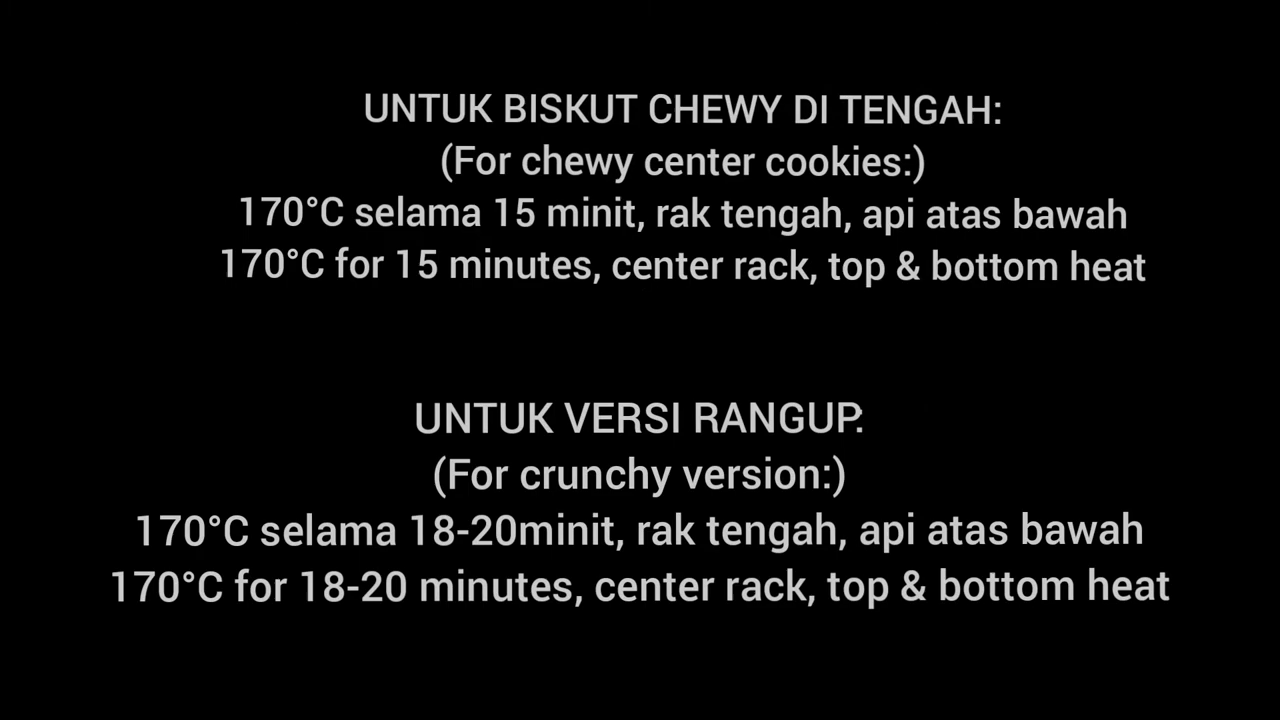 UNTUK BISKUT CHEWY DI TENGAH:
(For chewy center cookies:)
170°C selama 15 minit, rak tengah, api atas bawah
170°C for 15 minutes, center rack, top & bottom heat
UNTUK VERSI RANGUP:
(For crunchy version:)
170°C selama 18-20minit, rak tengah, api atas bawah
170°C for 18-20 minutes, center rack, top & bottom heat